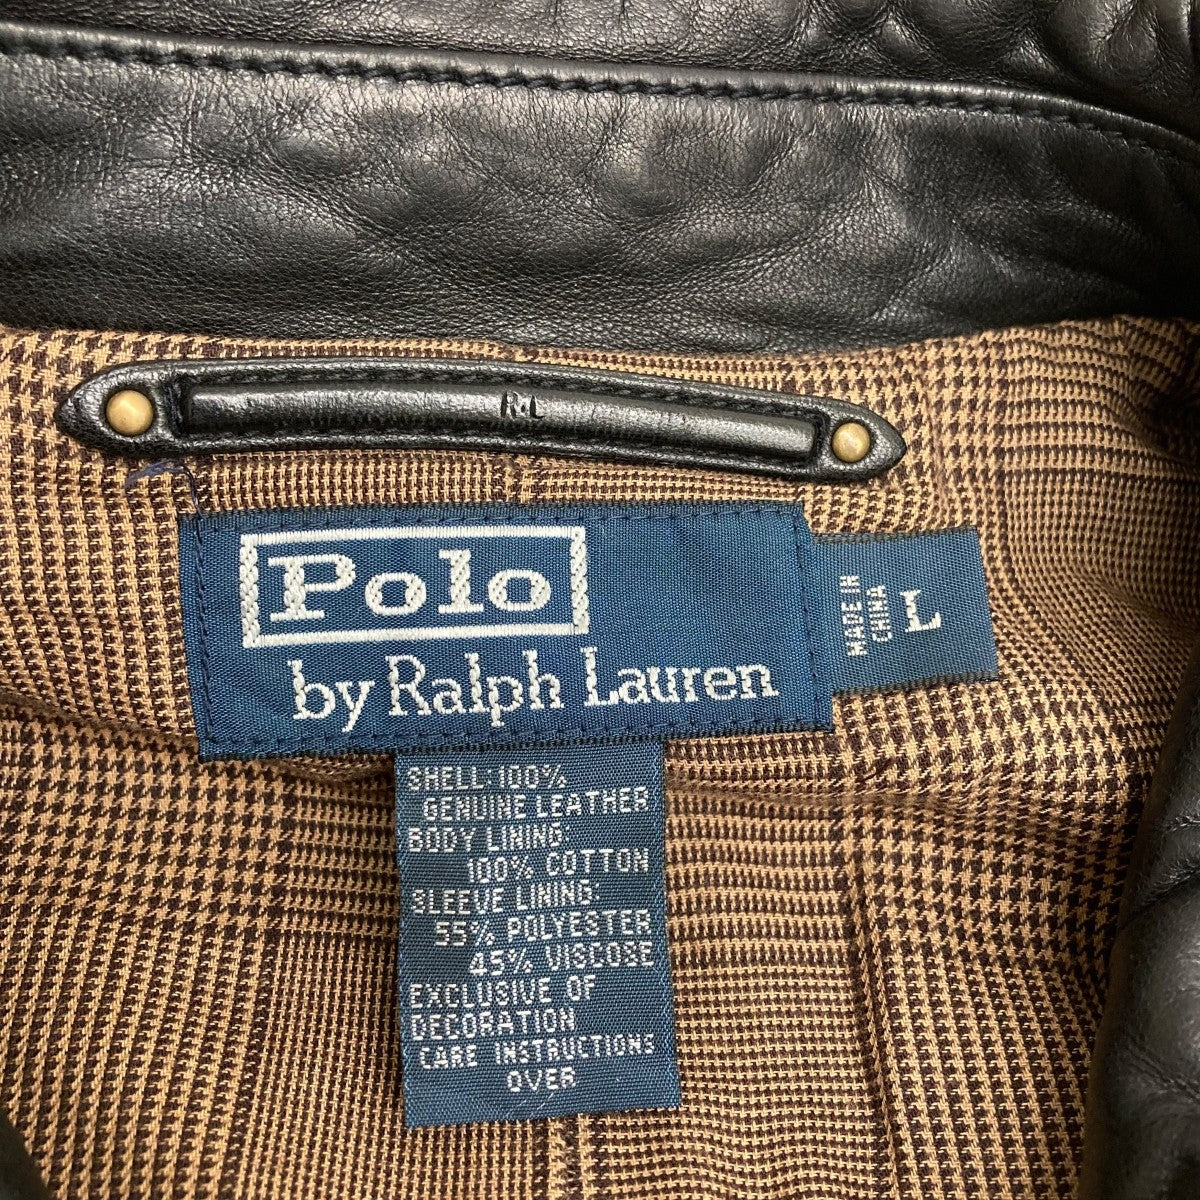 R·L
Polo
by Ralph Lauren
MADE IN
CHINA
L
SHELL: 100%
GENUINE LEATHER
BODY LINING
100% COTTON
SLEEVE LINING
55% POLYESTER
45% VISCOSE
EXCLUSIVE OF
DECORATION
CARE INSTRUCTIONS
OVER